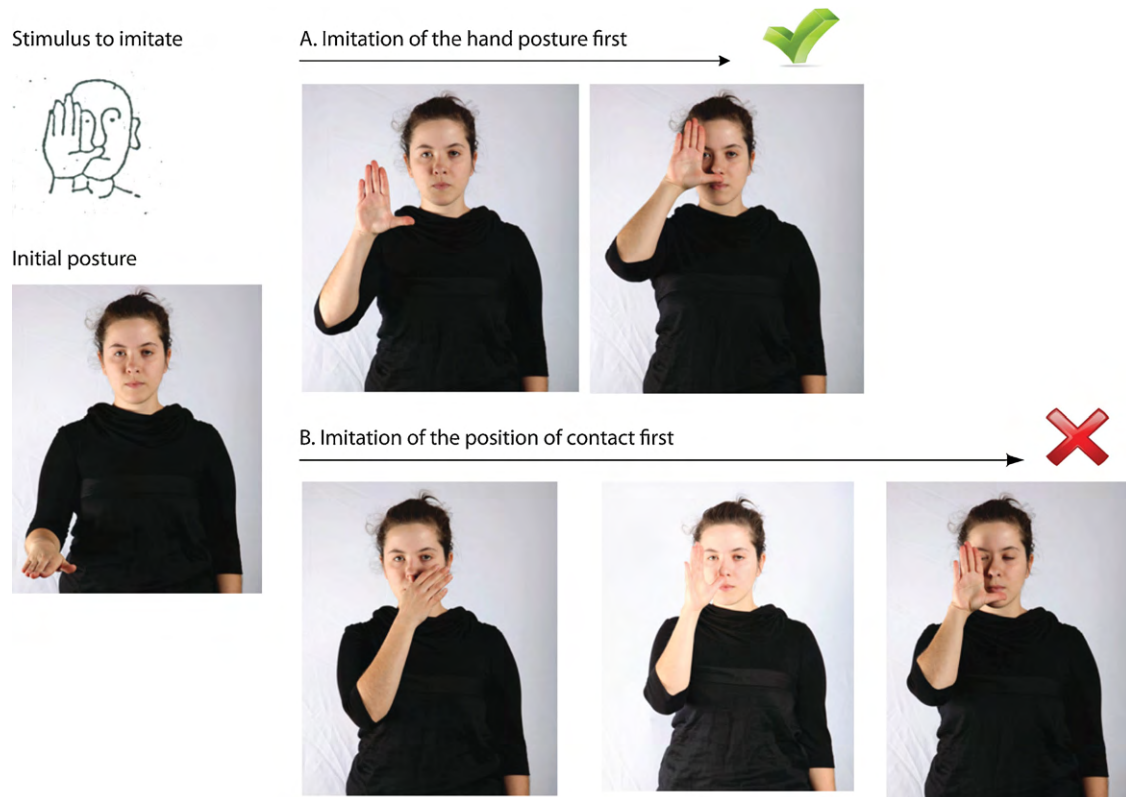 Stimulus to imitate
A. Imitation of the hand posture first
Initial posture
B. Imitation of the position of contact first